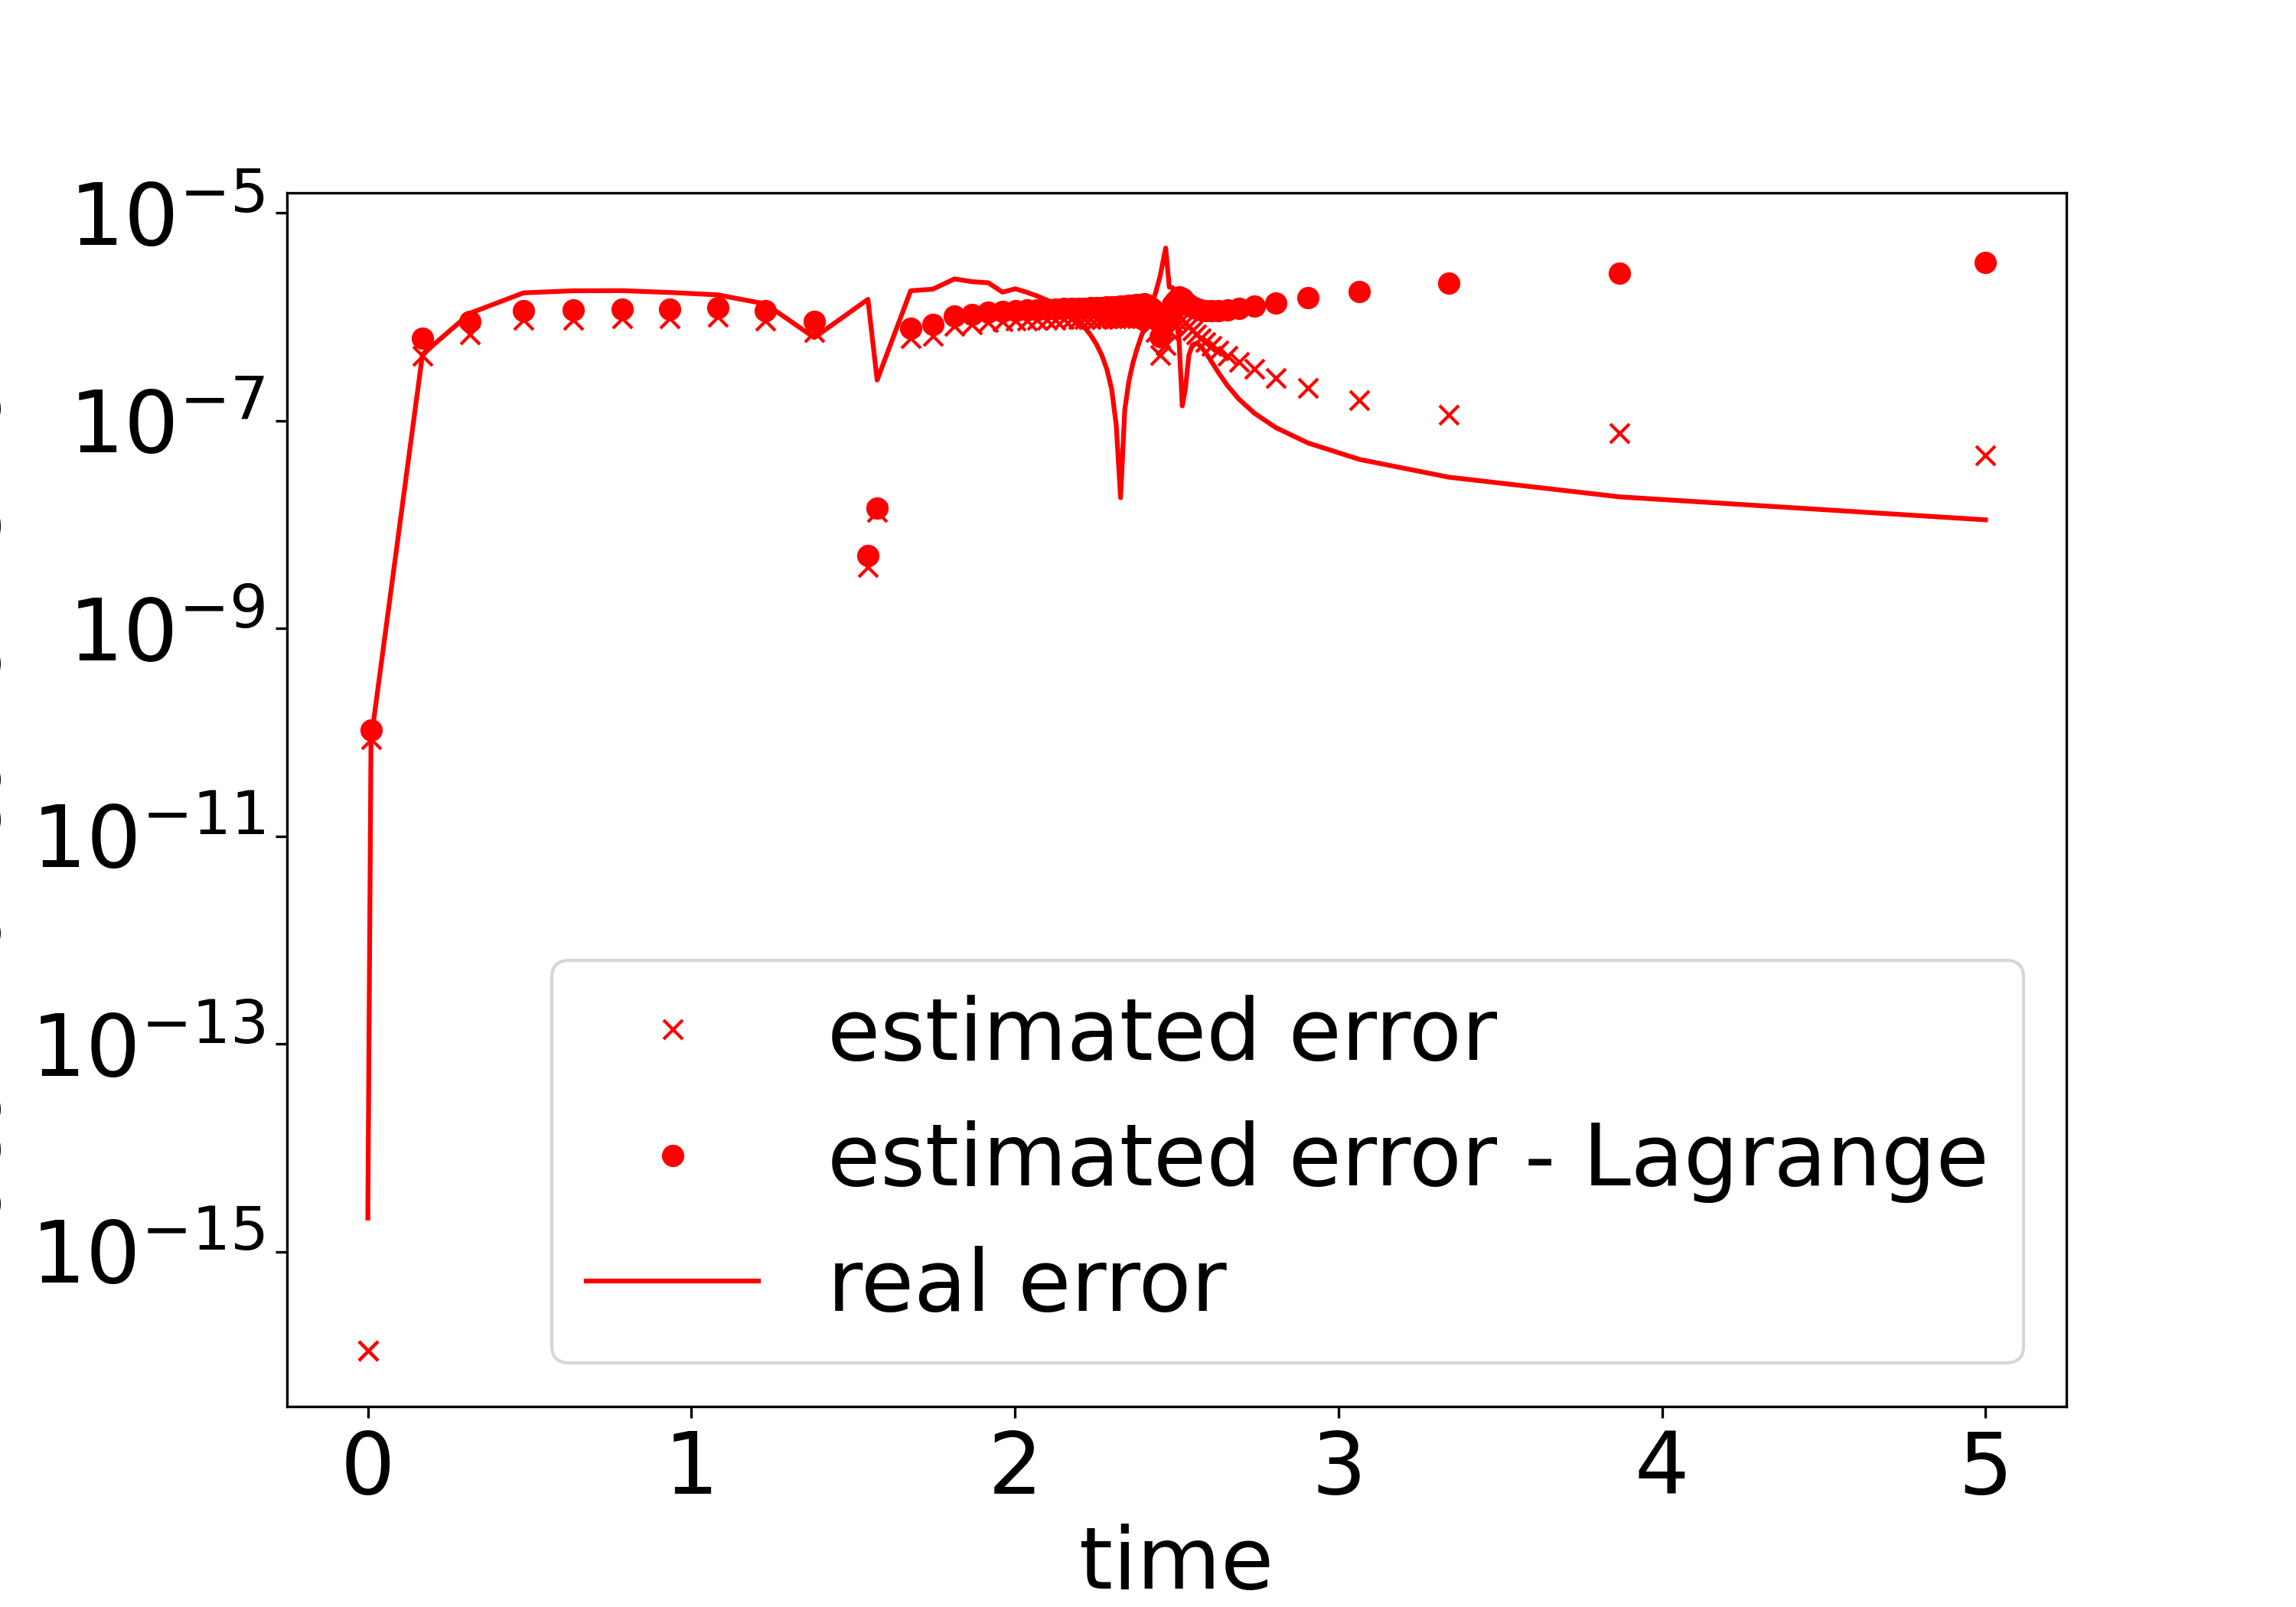 10⁻⁵
10⁻⁷
10⁻⁹
10⁻¹¹
10⁻¹³
10⁻¹⁵
estimated error
estimated error - Lagrange
real error
0 1 2 3 4 5
time